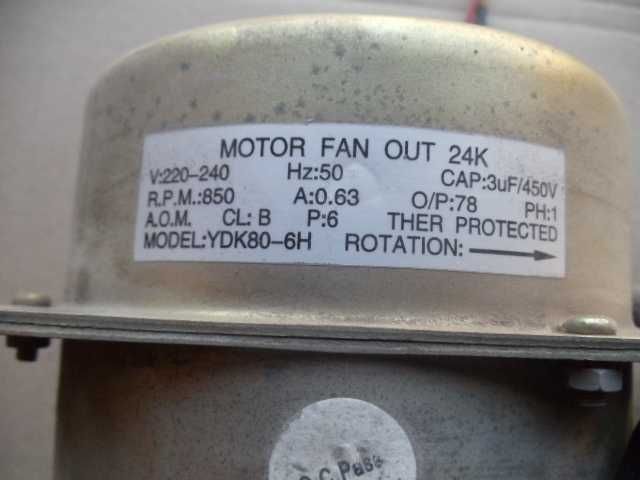 MOTOR FAN OUT 24K
V:220-240 Hz:50 CAP:3uF/450V
R.P.M.:850 A:0.63 O/P:78 PH:1
A.O.M. CL: B P:6 THER PROTECTED
MODEL:YDK80-6H ROTATION:
Q.C.Pass